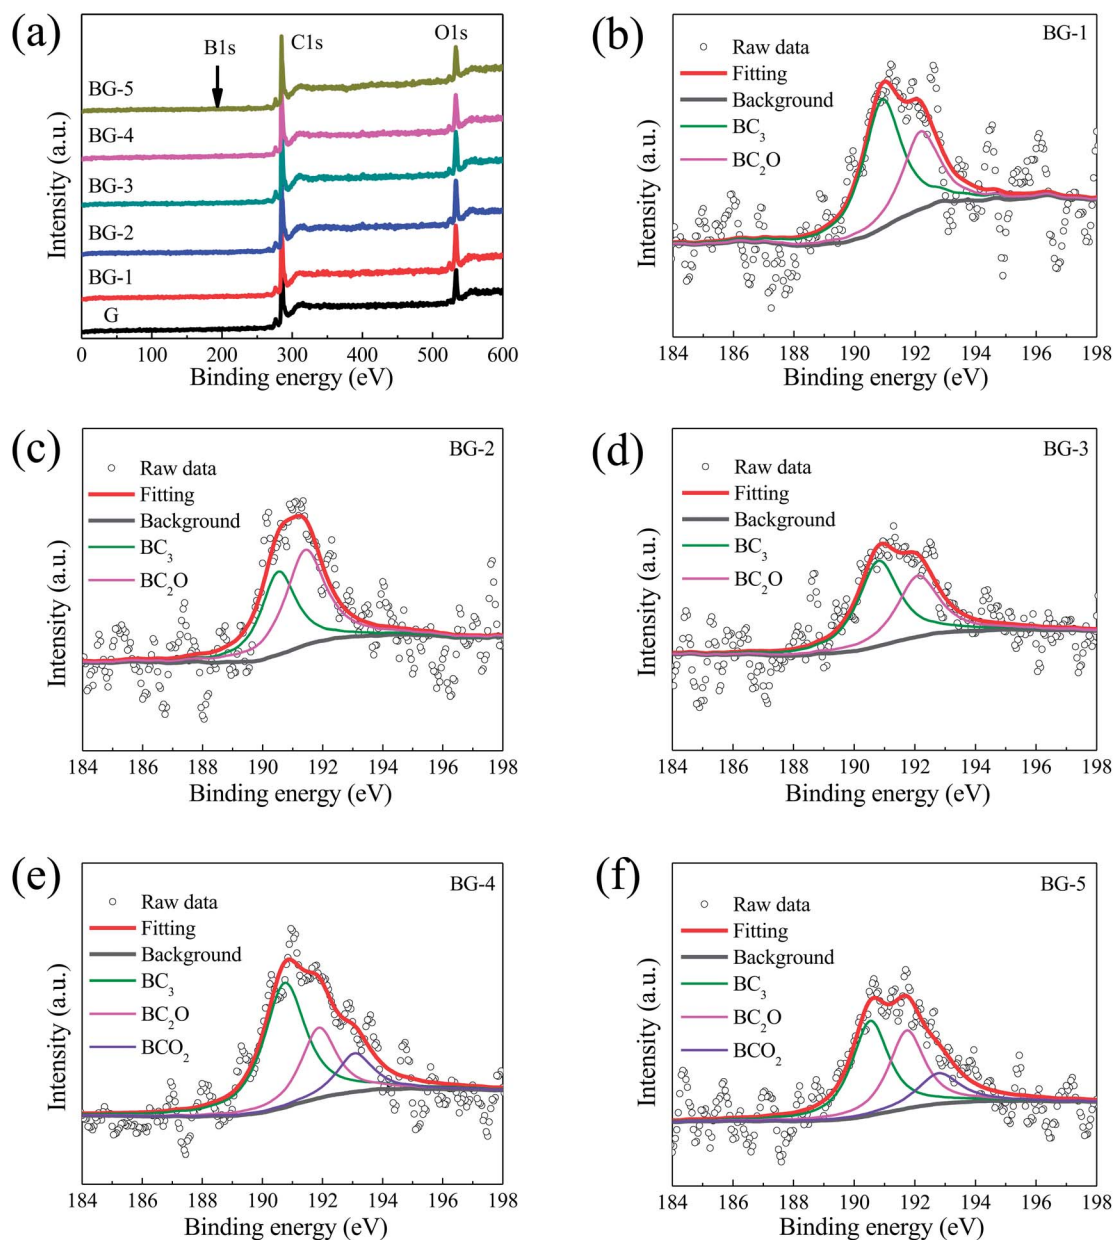 (a)
B1s
C1s
O1s
BG-5
BG-4
BG-3
BG-2
BG-1
G
Intensity (a.u.)
0 100 200 300 400 500 600
Binding energy (eV)
(b)
BG-1
Raw data
Fitting
Background
BC₃
BC₂O
Intensity (a.u.)
184 186 188 190 192 194 196 198
Binding energy (eV)
(c)
BG-2
Raw data
Fitting
Background
BC₃
BC₂O
Intensity (a.u.)
184 186 188 190 192 194 196 198
Binding energy (eV)
(d)
BG-3
Raw data
Fitting
Background
BC₃
BC₂O
Intensity (a.u.)
184 186 188 190 192 194 196 198
Binding energy (eV)
(e)
BG-4
Raw data
Fitting
Background
BC₃
BC₂O
BCO₂
Intensity (a.u.)
184 186 188 190 192 194 196 198
Binding energy (eV)
(f)
BG-5
Raw data
Fitting
Background
BC₃
BC₂O
BCO₂
Intensity (a.u.)
184 186 188 190 192 194 196 198
Binding energy (eV)